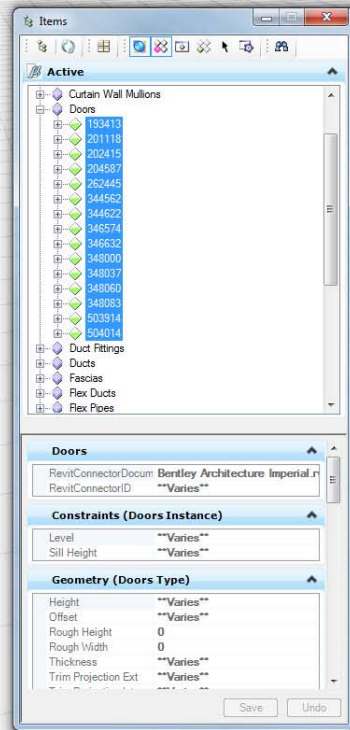 Items
Active
Curtain Wall Mullions
Doors
193413
201118
202415
204587
262445
344562
344622
346574
346632
348000
348037
348060
348083
503914
504014
Duct Fittings
Ducts
Fascias
Flex Ducts
Flex Pipes
Doors
RevitConnectorDocum Bentley Architecture Imperial.rv
RevitConnectorID **Varies**
Constraints (Doors Instance)
Level **Varies**
Sill Height **Varies**
Geometry (Doors Type)
Height **Varies**
Offset **Varies**
Rough Height 0
Rough Width 0
Thickness **Varies**
Trim Projection Ext **Varies**
Save Undo